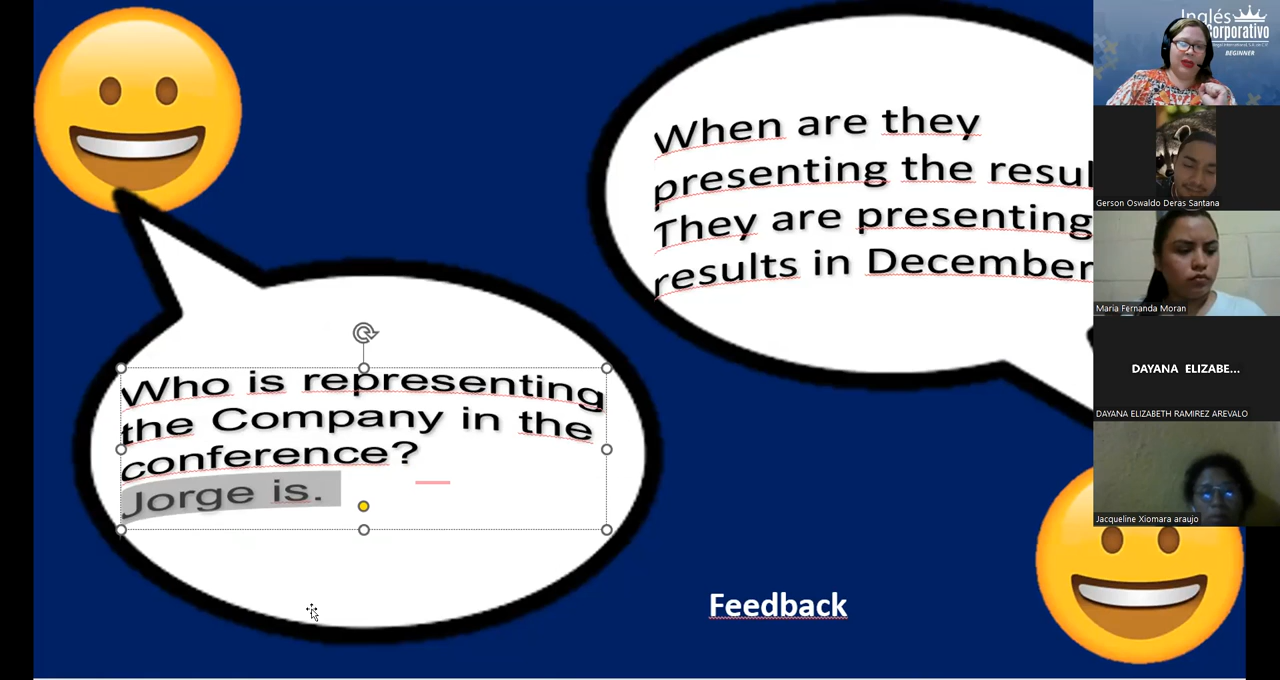 Who is representing
the Company in the
conference?
Jorge is.
When are they
presenting the resul
They are presenting
results in December
Feedback
Inglés
Corporativo
BEGINNER
Gerson Oswaldo Deras Santana
Maria Fernanda Moran
DAYANA ELIZABE...
DAYANA ELIZABETH RAMIREZ AREVALO
Jacqueline Xiomara araujo